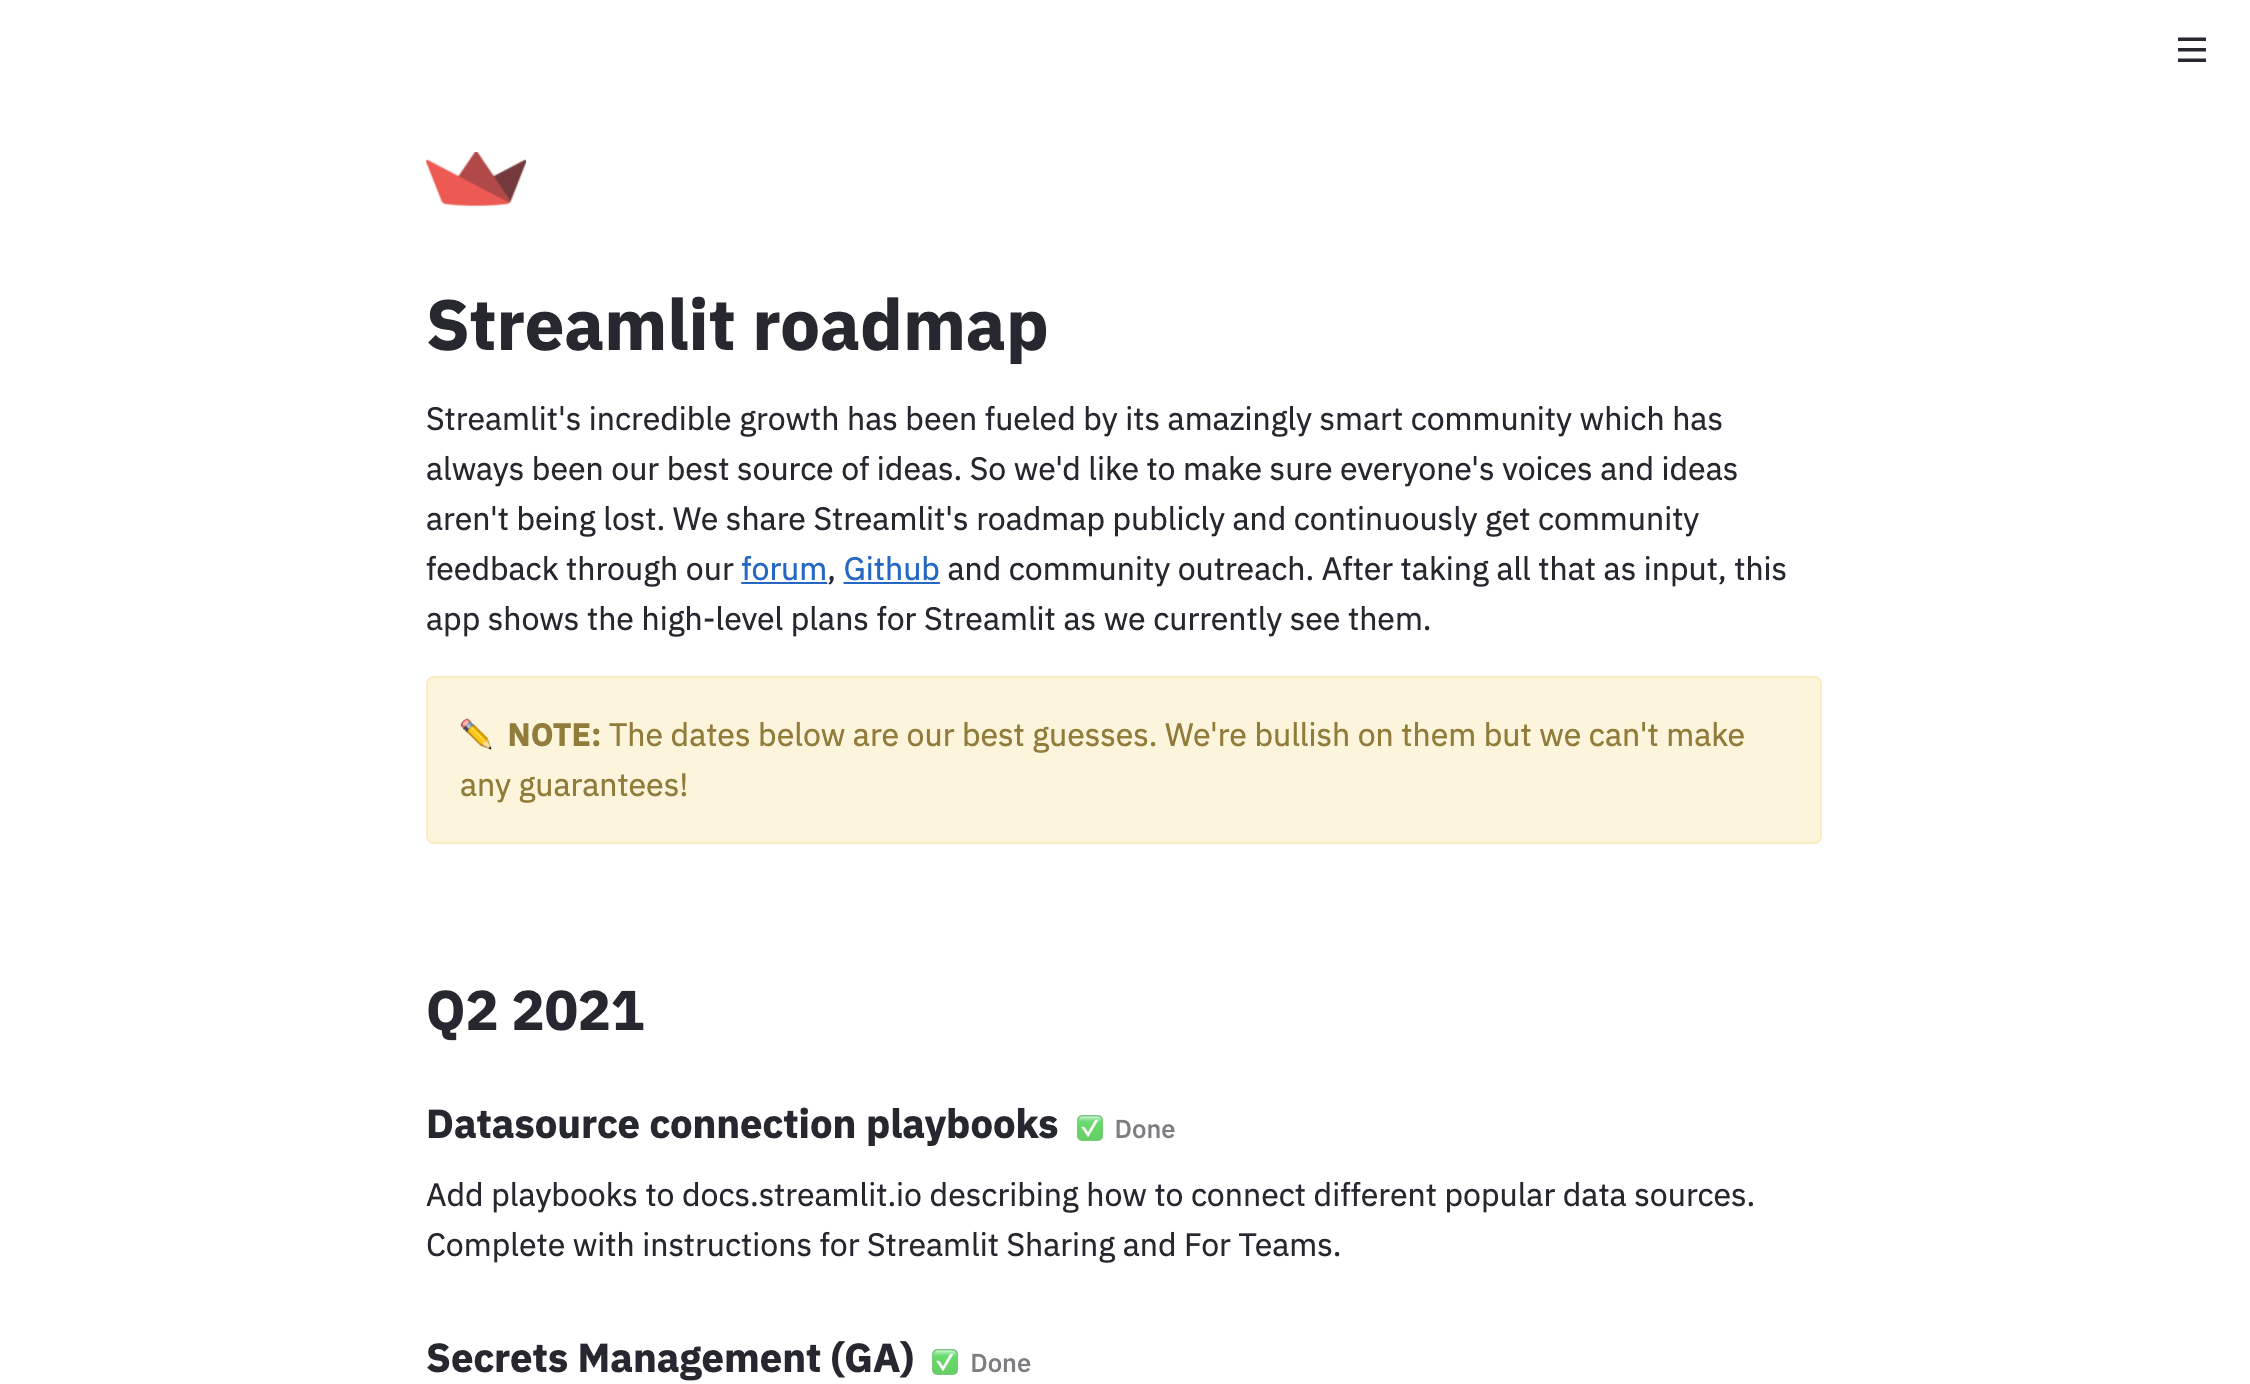 Streamlit roadmap
Streamlit's incredible growth has been fueled by its amazingly smart community which has
always been our best source of ideas. So we'd like to make sure everyone's voices and ideas
aren't being lost. We share Streamlit's roadmap publicly and continuously get community
feedback through our forum, Github and community outreach. After taking all that as input, this
app shows the high-level plans for Streamlit as we currently see them.
✏️ NOTE: The dates below are our best guesses. We're bullish on them but we can't make
any guarantees!
Q2 2021
Datasource connection playbooks ✅ Done
Add playbooks to docs.streamlit.io describing how to connect different popular data sources.
Complete with instructions for Streamlit Sharing and For Teams.
Secrets Management (GA) ✅ Done